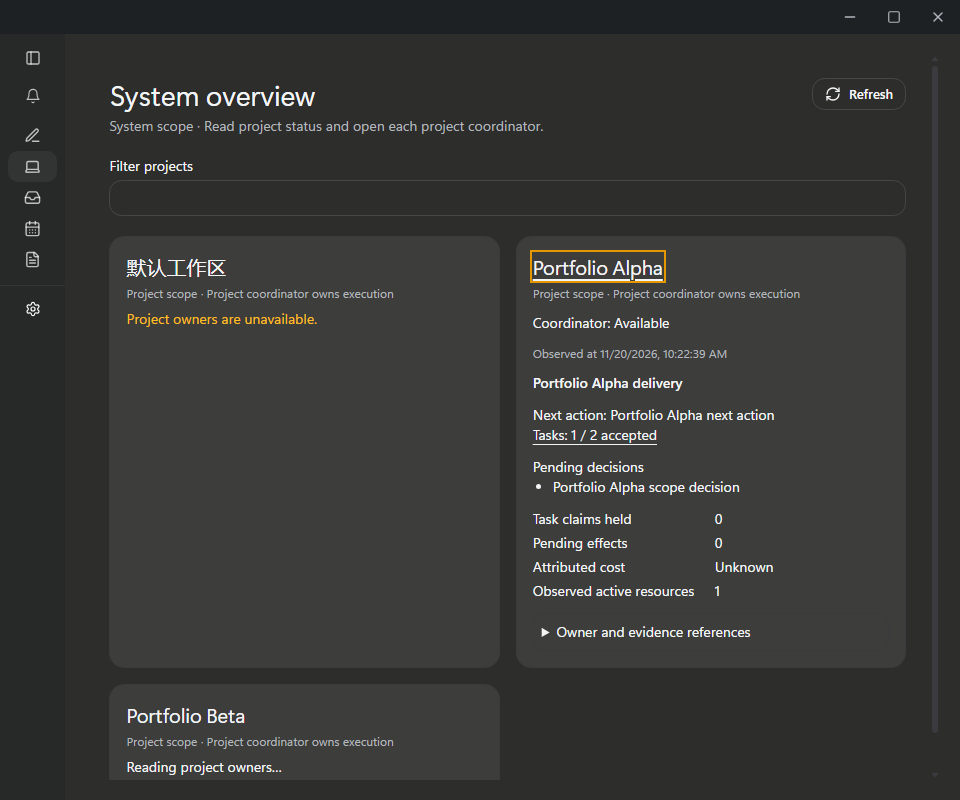 System overview
Refresh
System scope · Read project status and open each project coordinator.
Filter projects
默认工作区
Project scope · Project coordinator owns execution
Project owners are unavailable.
Portfolio Alpha
Project scope · Project coordinator owns execution
Coordinator: Available
Observed at 11/20/2026, 10:22:39 AM
Portfolio Alpha delivery
Next action: Portfolio Alpha next action
Tasks: 1 / 2 accepted
Pending decisions
• Portfolio Alpha scope decision
Task claims held 0
Pending effects 0
Attributed cost Unknown
Observed active resources 1
Owner and evidence references
Portfolio Beta
Project scope · Project coordinator owns execution
Reading project owners...